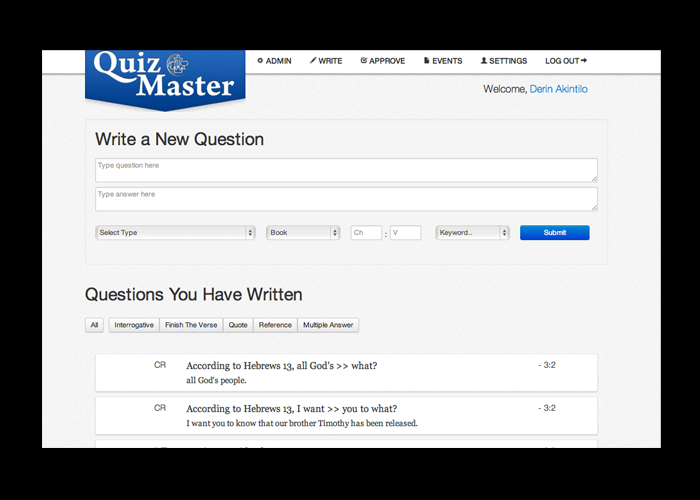 Quiz
Master
ADMIN WRITE APPROVE EVENTS SETTINGS LOG OUT
Welcome, Derin Akintilo
Write a New Question
Type question here
Type answer here
Select Type Book Ch : V Keyword.. Submit
Questions You Have Written
All Interrogative Finish The Verse Quote Reference Multiple Answer
CR According to Hebrews 13, all God's >> what? - 3:2
all God's people.
CR According to Hebrews 13, I want >> you to what? - 3:2
I want you to know that our brother Timothy has been released.